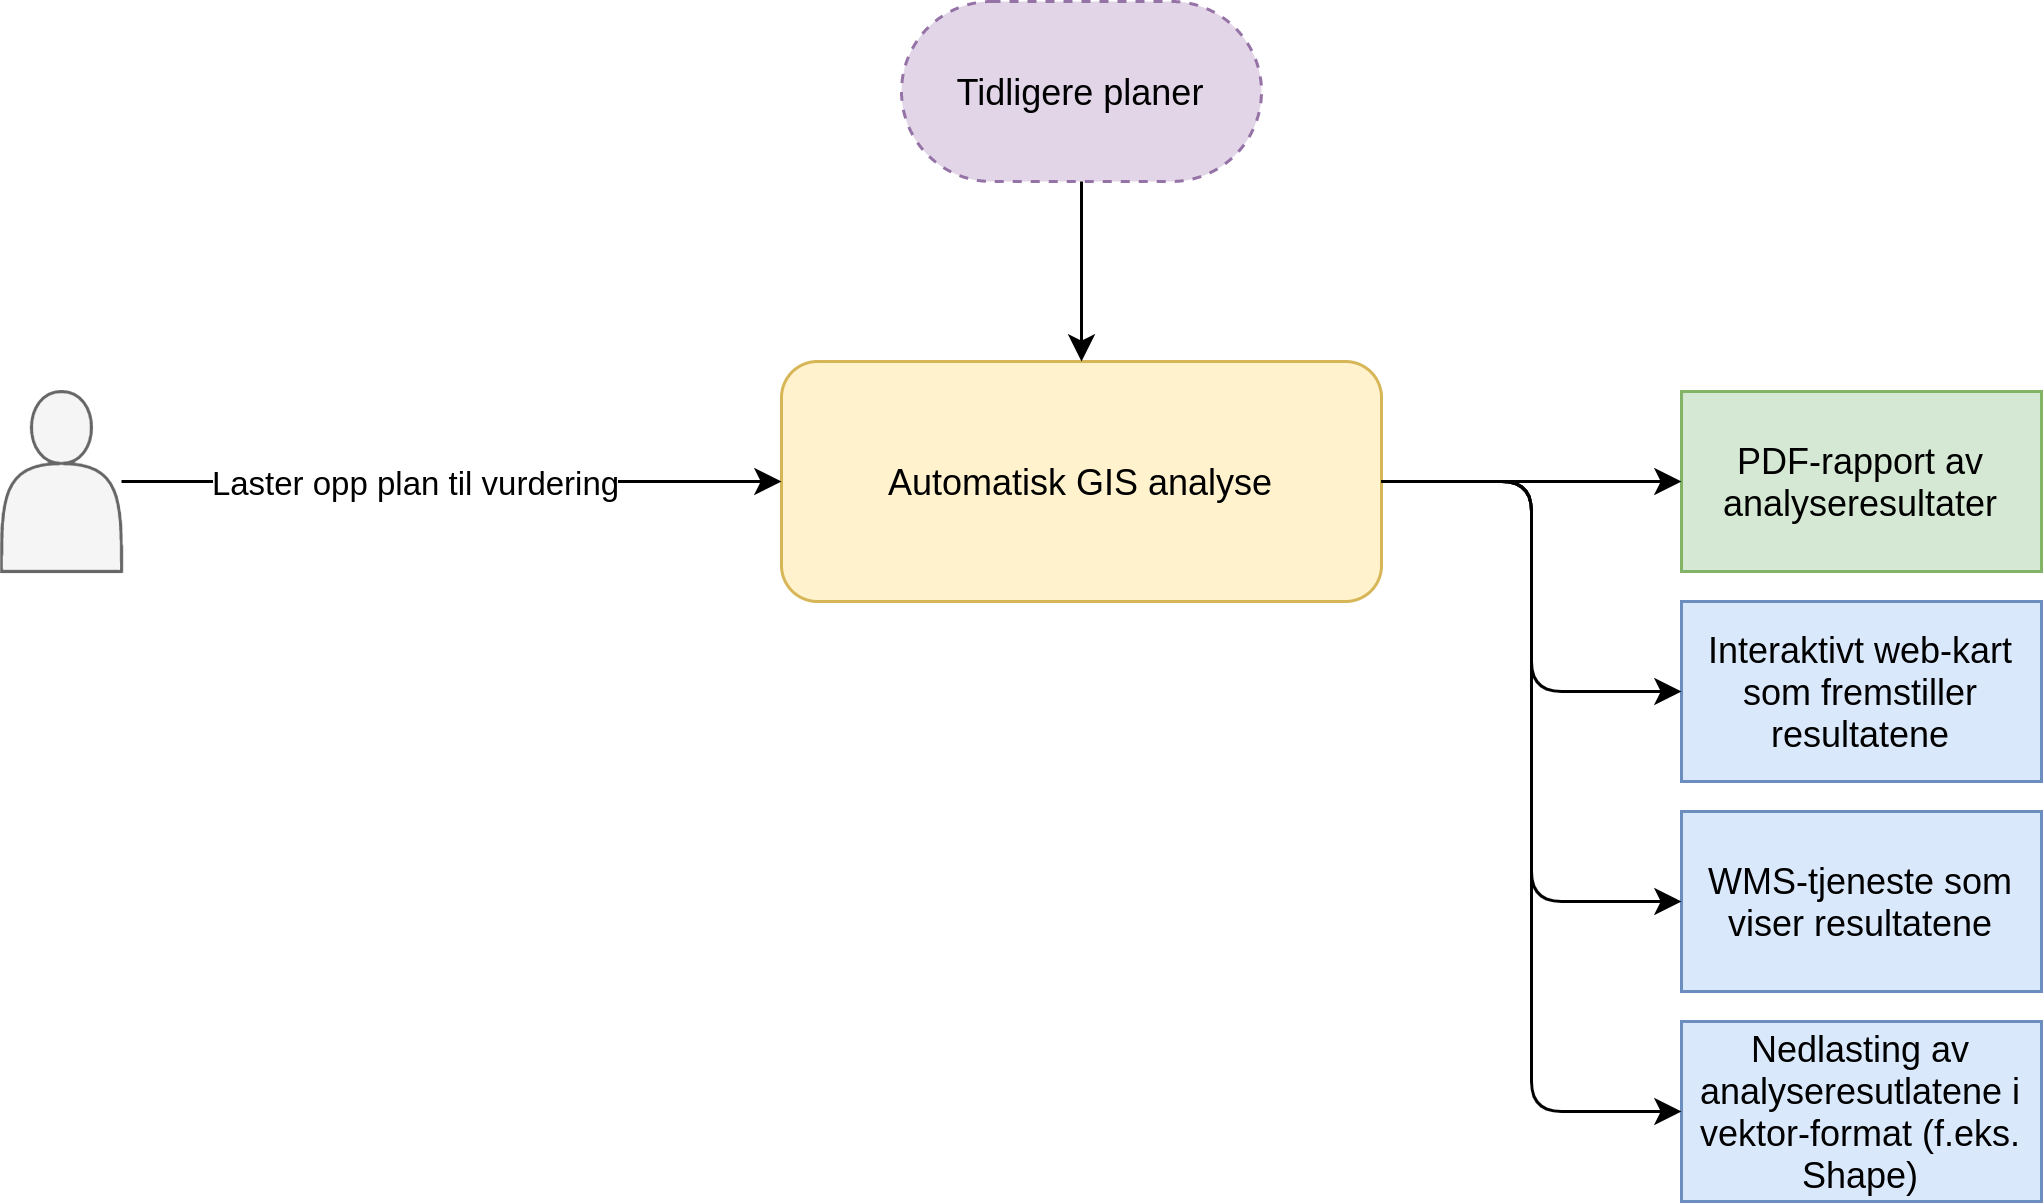 Tidligere planer
Laster opp plan til vurdering
Automatisk GIS analyse
PDF-rapport av
analyseresultater
Interaktivt web-kart
som fremstiller
resultatene
WMS-tjeneste som
viser resultatene
Nedlasting av
analyseresutlatene i
vektor-format (f.eks.
Shape)